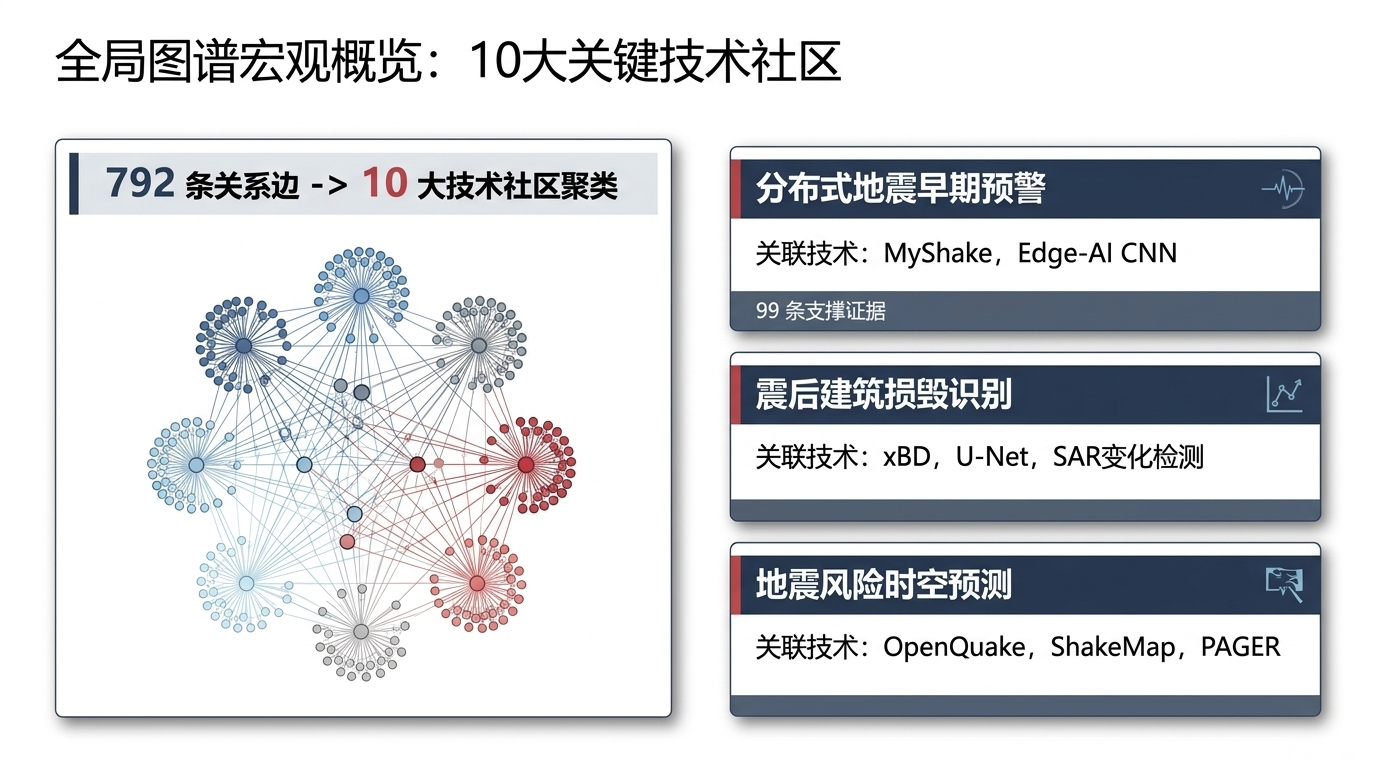 全局图谱宏观概览：10大关键技术社区
792 条关系边 -> 10 大技术社区聚类
分布式地震早期预警
关联技术：MyShake，Edge-AI CNN
99 条支撑证据
震后建筑损毁识别
关联技术：xBD，U-Net，SAR变化检测
地震风险时空预测
关联技术：OpenQuake，ShakeMap，PAGER